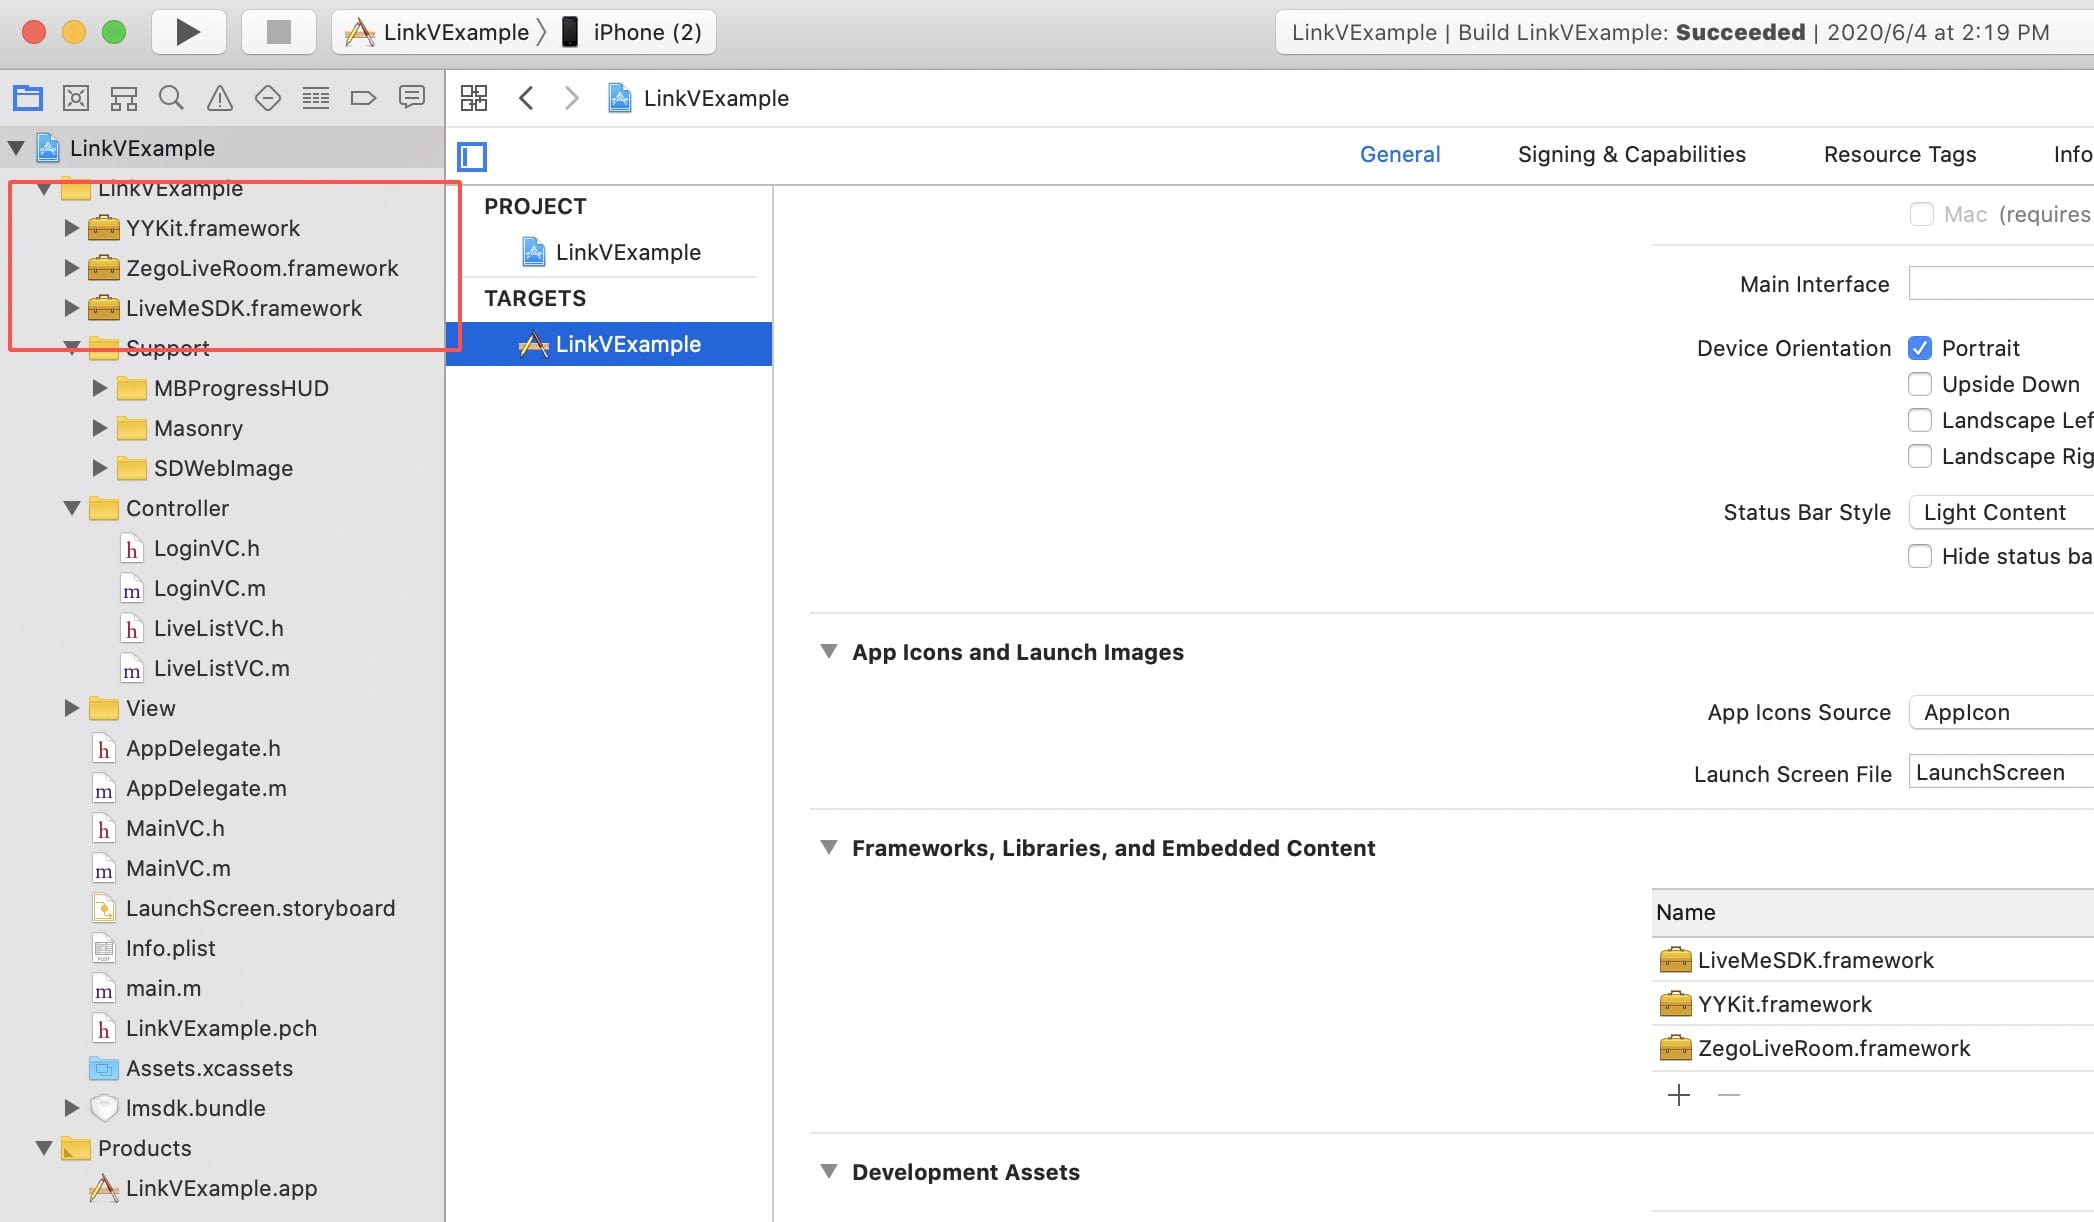 LinkVExample iPhone (2)
LinkVExample | Build LinkVExample: Succeeded | 2020/6/4 at 2:19 PM
LinkVExample
LinkVExample
LinkVExample
YYKit.framework
ZegoLiveRoom.framework
LiveMeSDK.framework
Support
MBProgressHUD
Masonry
SDWebImage
Controller
h LoginVC.h
m LoginVC.m
h LiveListVC.h
m LiveListVC.m
View
h AppDelegate.h
m AppDelegate.m
h MainVC.h
m MainVC.m
LaunchScreen.storyboard
Info.plist
m main.m
h LinkVExample.pch
Assets.xcassets
lmsdk.bundle
Products
LinkVExample.app
General Signing & Capabilities Resource Tags Info
PROJECT
LinkVExample
TARGETS
LinkVExample
Mac (requires
Main Interface
Device Orientation Portrait
Upside Down
Landscape Lef
Landscape Rig
Status Bar Style Light Content
Hide status ba
App Icons and Launch Images
App Icons Source AppIcon
Launch Screen File LaunchScreen
Frameworks, Libraries, and Embedded Content
Name
LiveMeSDK.framework
YYKit.framework
ZegoLiveRoom.framework
Development Assets